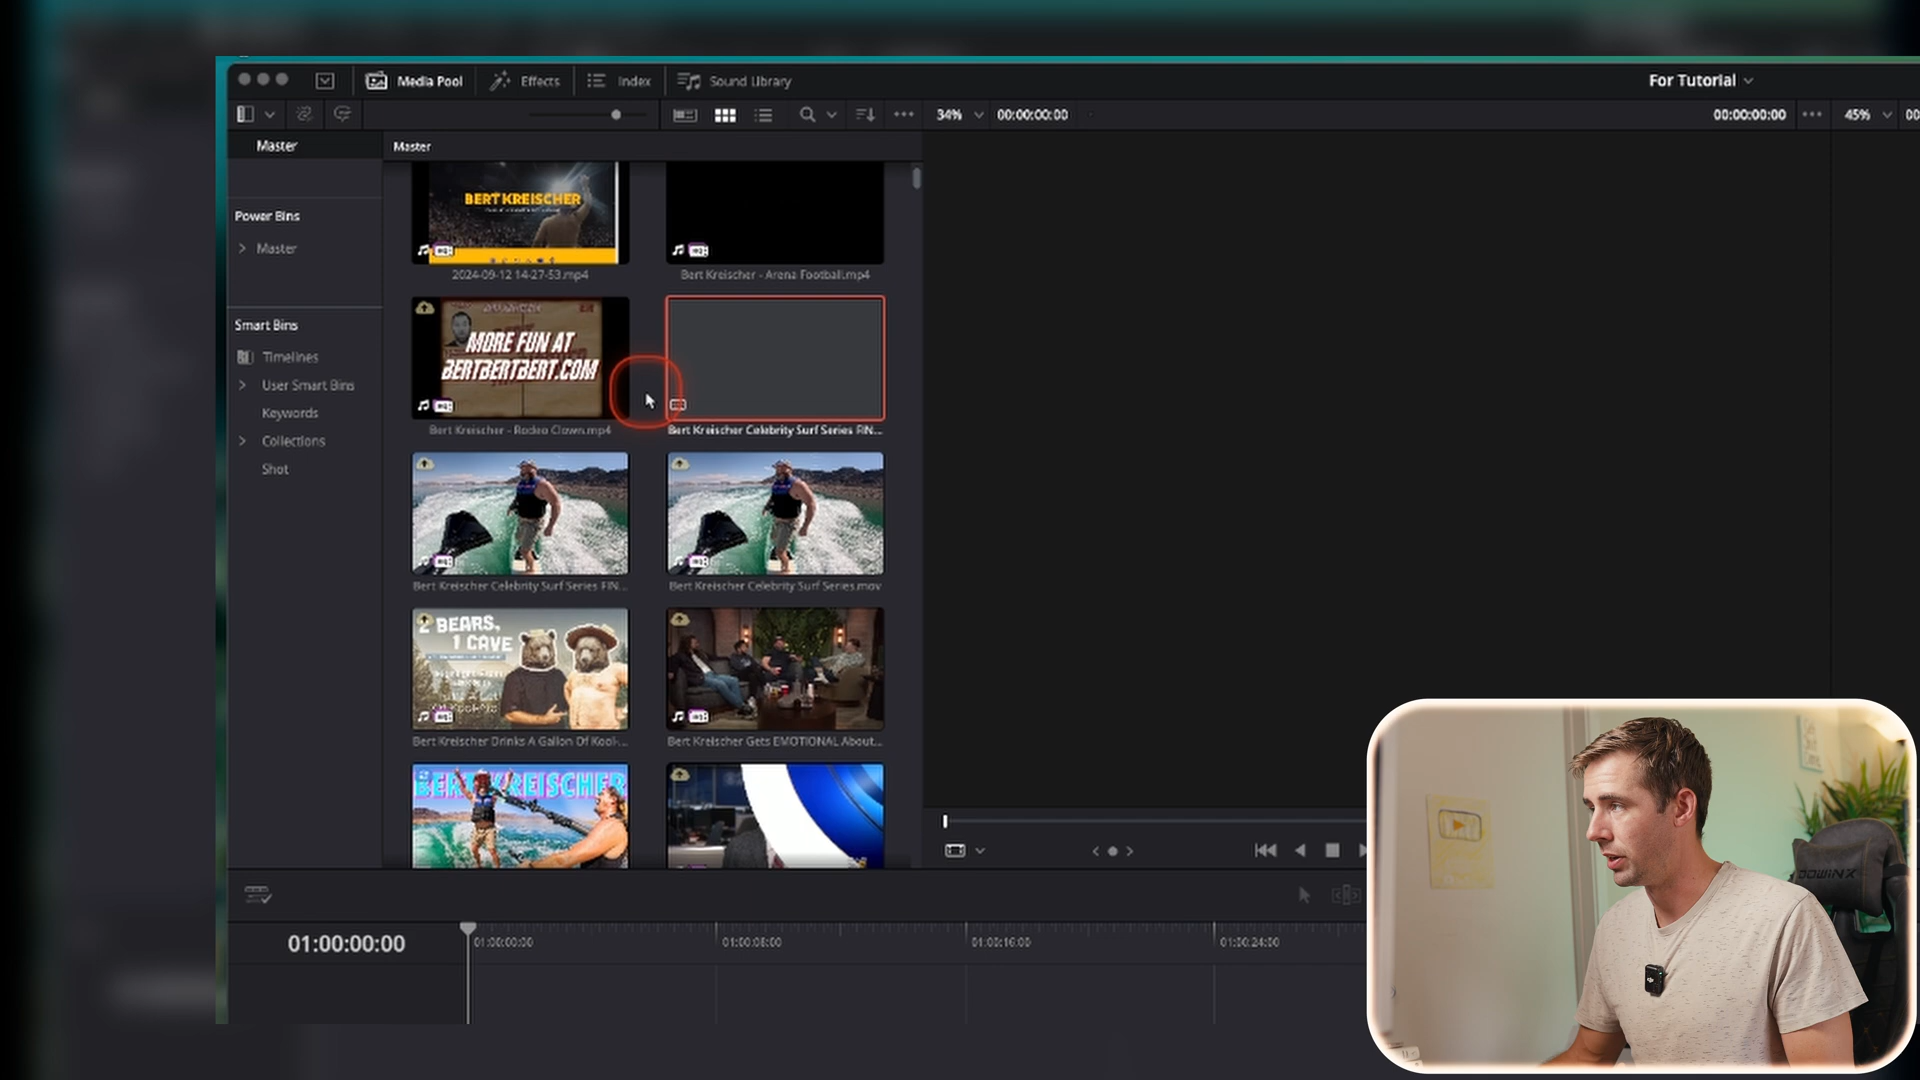 Media Pool
Effects
Index
Sound Library
For Tutorial
34%
00:00:00:00
00:00:00:00
45%
00
Master
Master
Power Bins
Master
Smart Bins
Timelines
User Smart Bins
Keywords
Collections
Shot
BERT KREISCHER
2024-09-12 14-27-53.mp4
Bert Kreischer - Arena Football.mp4
MORE FUN AT
BERTBERTBERT.COM
Bert Kreischer - Rodeo Clown.mp4
Bert Kreischer Celebrity Surf Series FIN...
Bert Kreischer Celebrity Surf Series FIN...
Bert Kreischer Celebrity Surf Series.mov
2 BEARS,
1 CAVE
Bert Kreischer Drinks A Gallon Of Kool-...
Bert Kreischer Gets EMOTIONAL About...
BERT KREISCHER
01:00:00:00
01:00:00:00
01:00:08:00
01:00:16:00
01:00:24:00
DOWINX